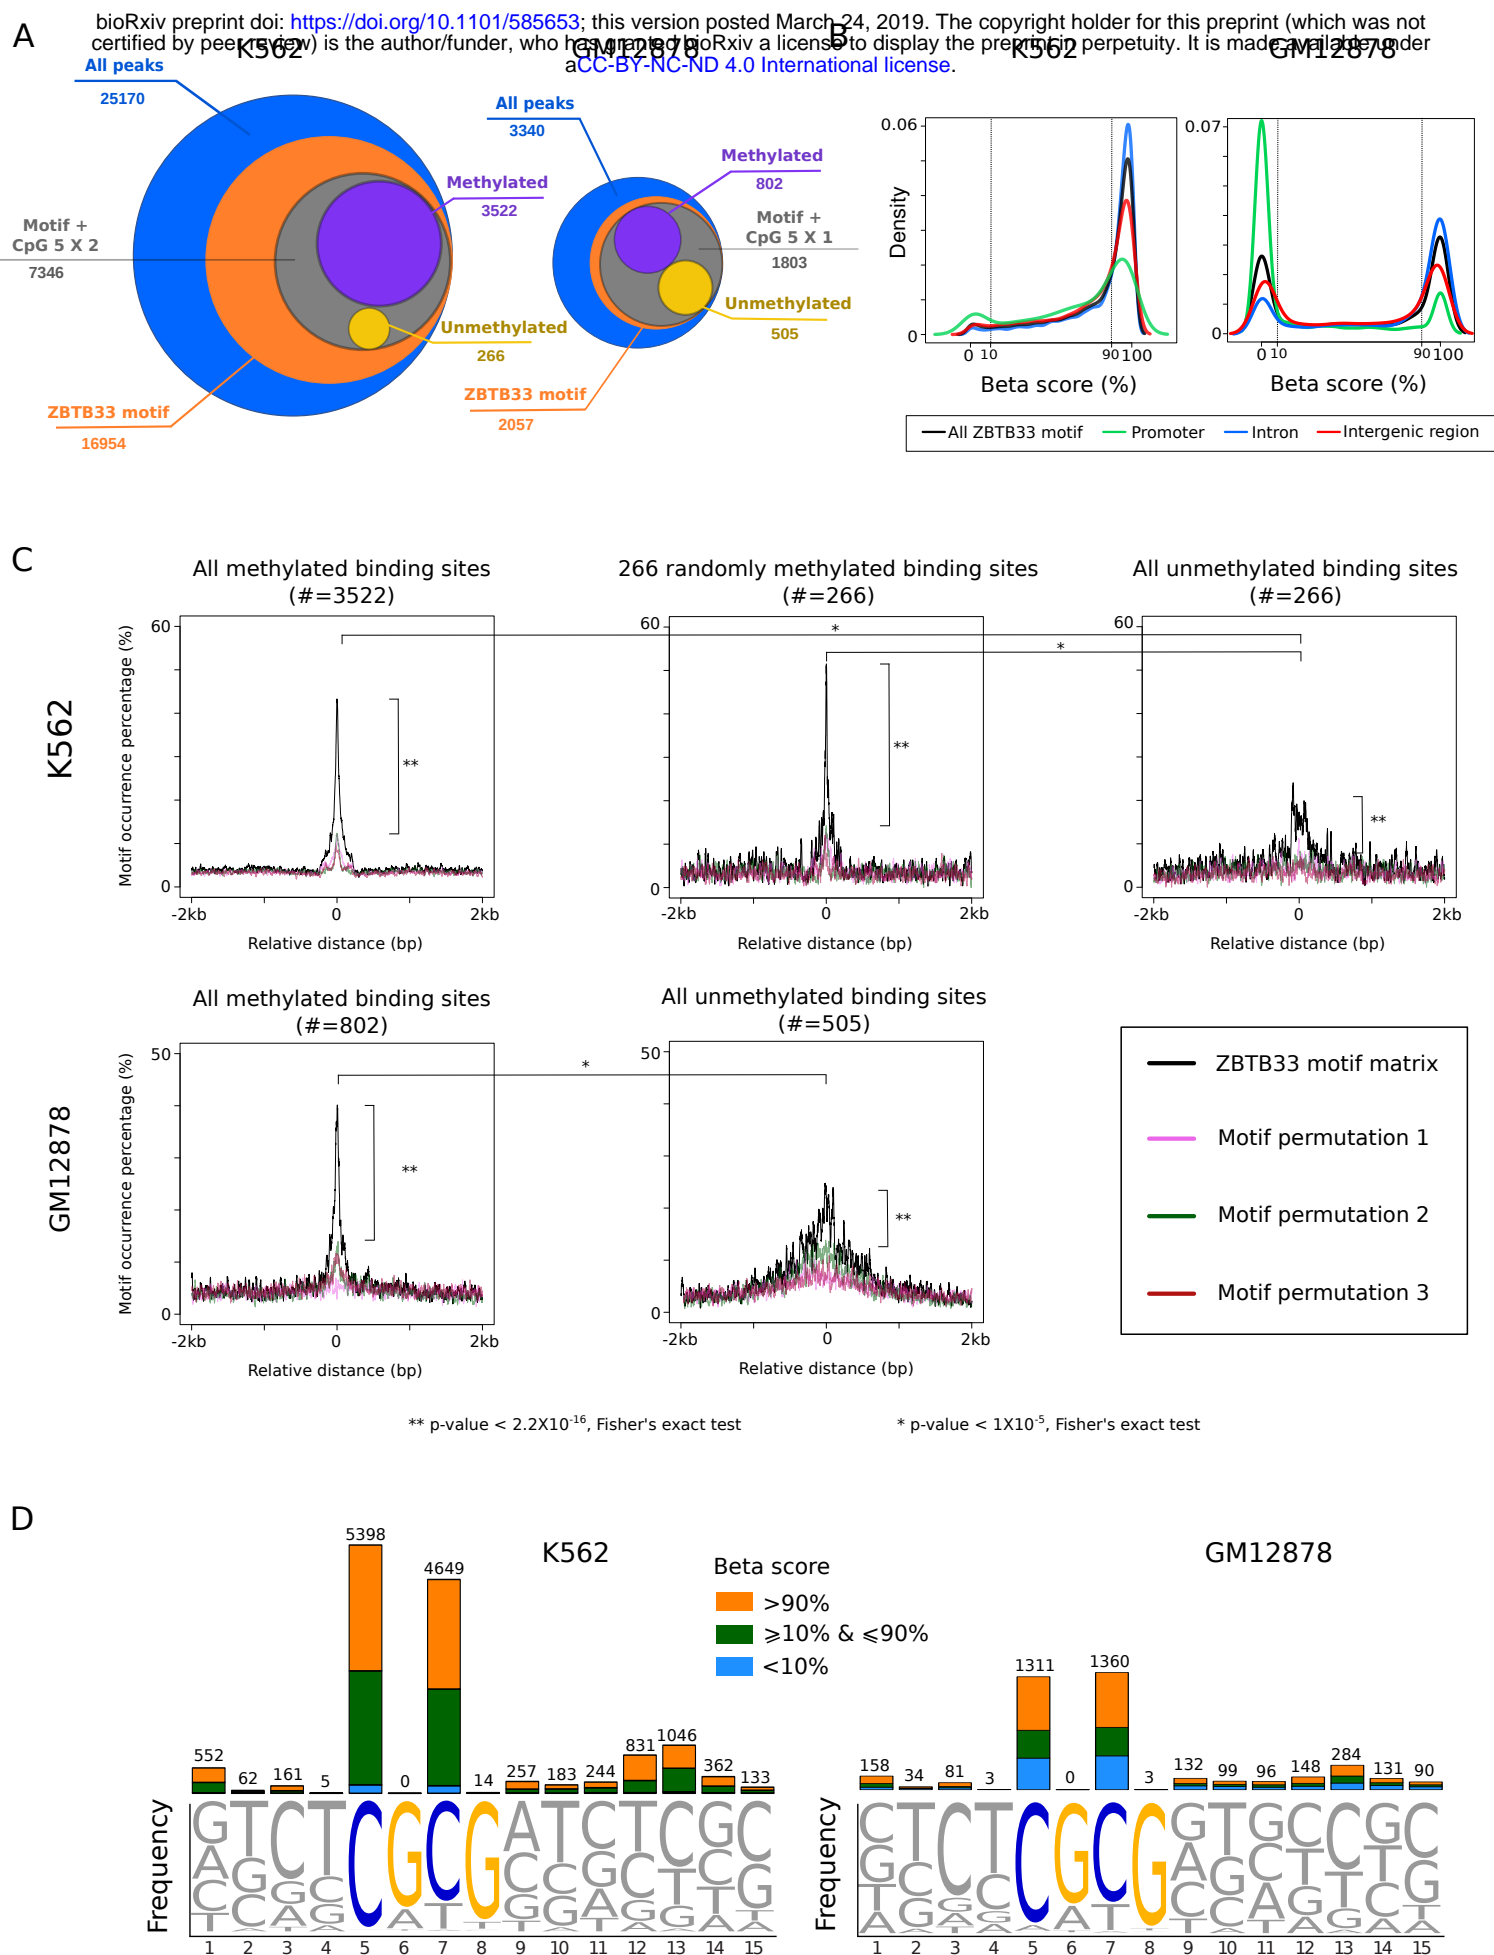 bioRxiv preprint doi: https://doi.org/10.1101/585653; this version posted March 24, 2019. The copyright holder for this preprint (which was not
certified by peer review) is the author/funder, who has granted bioRxiv a license to display the preprint in perpetuity. It is made available under
aCC-BY-NC-ND 4.0 International license.
A
K562
GM12878
All peaks
25170
Methylated
3522
Motif +
CpG 5 X 2
7346
Unmethylated
266
ZBTB33 motif
16954
All peaks
3340
Methylated
802
Motif +
CpG 5 X 1
1803
Unmethylated
505
ZBTB33 motif
2057
B
K562
GM12878
Density
0.06
0
0 10 90 100
Beta score (%)
0.07
0
0 10 90 100
Beta score (%)
All ZBTB33 motif Promoter Intron Intergenic region
C
K562
All methylated binding sites
(#=3522)
266 randomly methylated binding sites
(#=266)
All unmethylated binding sites
(#=266)
Motif occurrence percentage (%)
60
0
**
-2kb 0 2kb
Relative distance (bp)
60
0
*
**
-2kb 0 2kb
Relative distance (bp)
60
0
*
**
-2kb 0 2kb
Relative distance (bp)
GM12878
All methylated binding sites
(#=802)
All unmethylated binding sites
(#=505)
Motif occurrence percentage (%)
50
0
**
-2kb 0 2kb
Relative distance (bp)
*
50
0
**
-2kb 0 2kb
Relative distance (bp)
ZBTB33 motif matrix
Motif permutation 1
Motif permutation 2
Motif permutation 3
** p-value < 2.2X10-16, Fisher's exact test
* p-value < 1X10-5, Fisher's exact test
D
K562
GM12878
Beta score
>90%
⩾10% & ⩽90%
<10%
552 62 161 5 5398 0 4649 14 257 183 244 831 1046 362 133
Frequency
G T C T C G C G A T C T C G C
1 2 3 4 5 6 7 8 9 10 11 12 13 14 15
158 34 81 3 1311 0 1360 3 132 99 96 148 284 131 90
Frequency
C T C T C G C G G T G C C G C
1 2 3 4 5 6 7 8 9 10 11 12 13 14 15